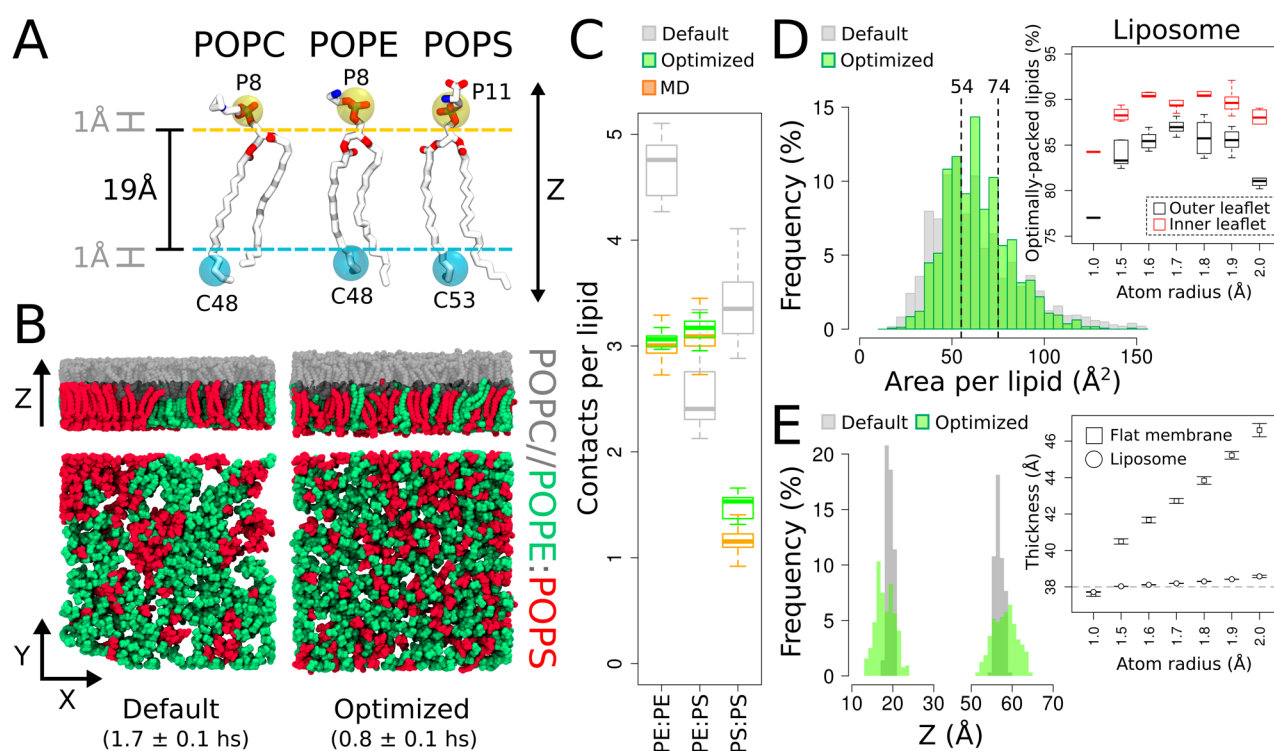 A
POPC POPE POPS
P8
P8
P11
1Å
19Å
1Å
Z
C48
C48
C53
B
Z
Y
X
POPC//POPE:POPS
Default
(1.7 ± 0.1 hs)
Optimized
(0.8 ± 0.1 hs)
C
Default
Optimized
MD
Contacts per lipid
5
4
3
2
1
0
PE:PE
PE:PS
PS:PS
D
Default
Optimized
54 74
Frequency (%)
15
10
5
0
0 50 100 150
Area per lipid (Å²)
Liposome
Optimally-packed lipids (%)
95
90
85
80
75
Outer leaflet
Inner leaflet
1.0 1.5 1.6 1.7 1.8 1.9 2.0
Atom radius (Å)
E
Default Optimized
Frequency (%)
20
15
10
5
0
10 30 50 70
Z (Å)
Flat membrane
Liposome
Thickness (Å)
46
44
42
40
38
1.0 1.5 1.6 1.7 1.8 1.9 2.0
Atom radius (Å)